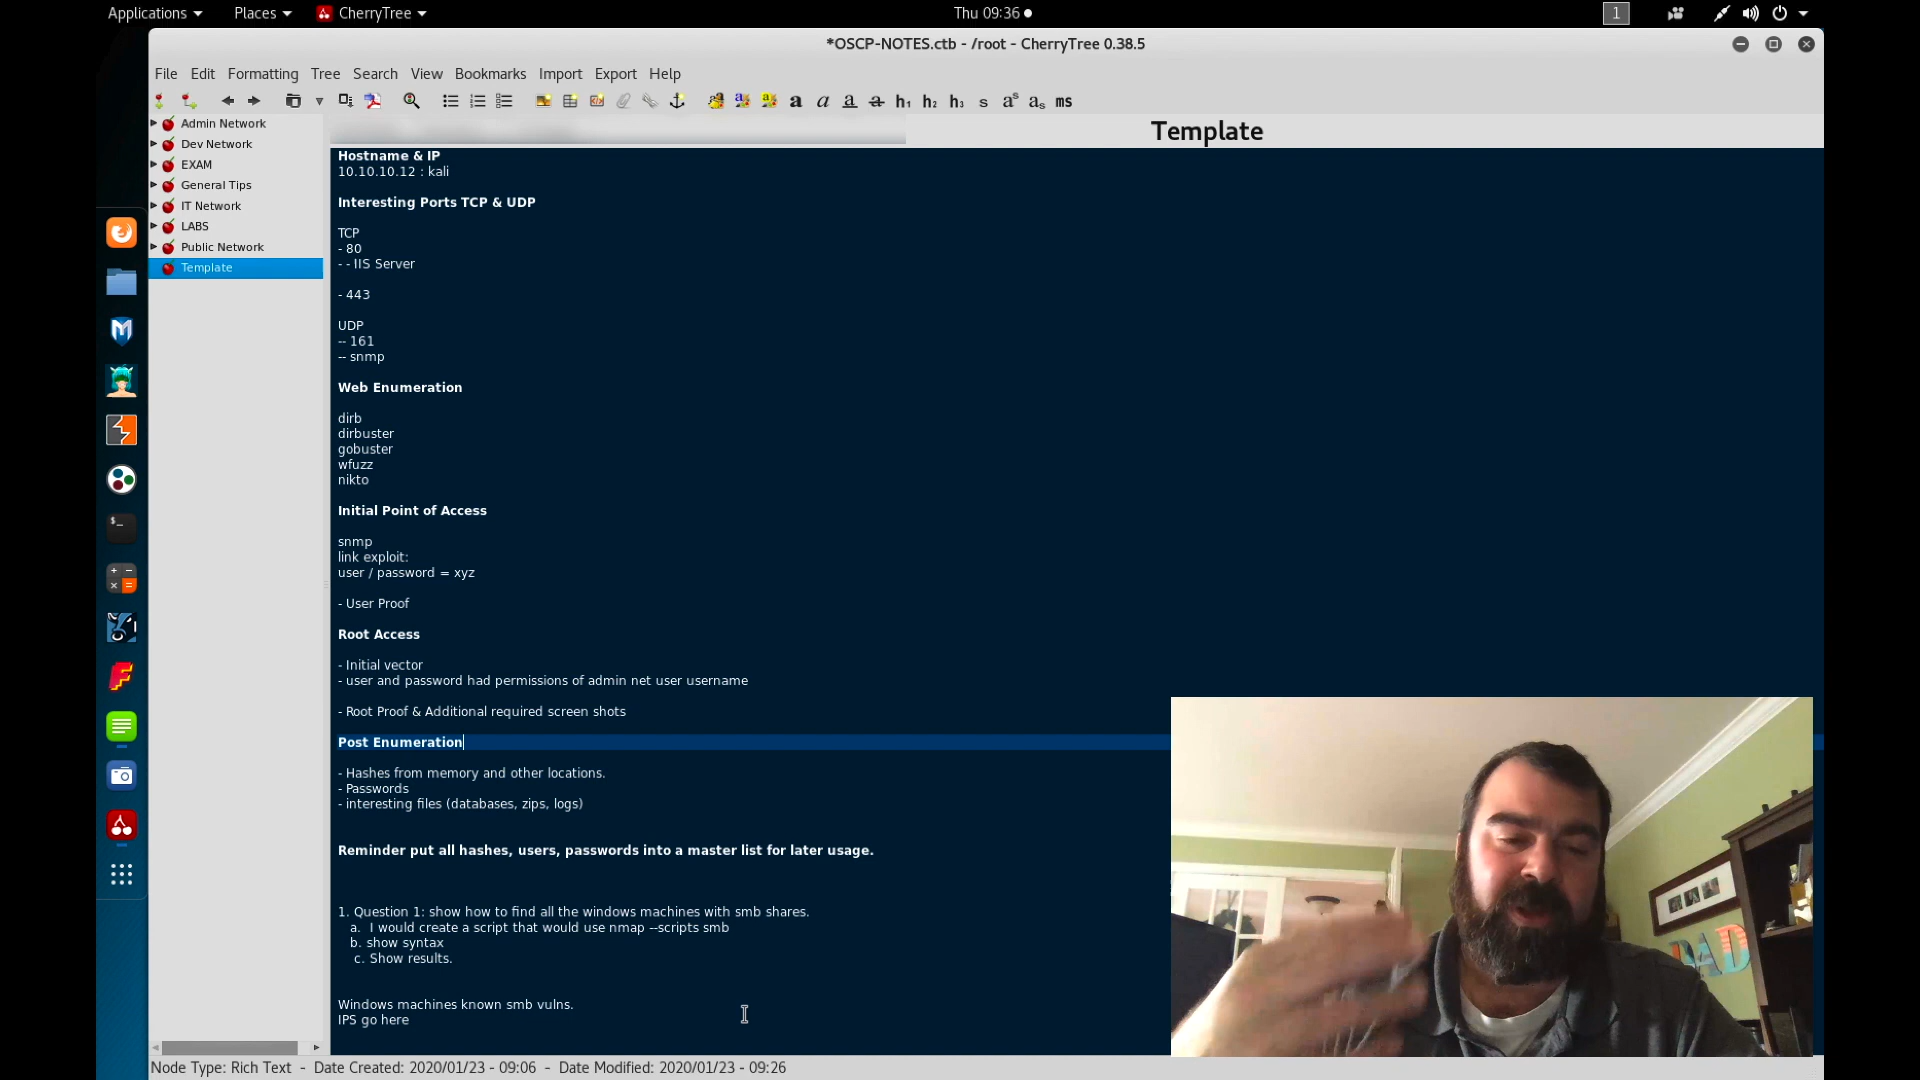 Applications
Places
CherryTree
Thu 09:36
1
*OSCP-NOTES.ctb - /root - CherryTree 0.38.5
File Edit Formatting Tree Search View Bookmarks Import Export Help
a a a a h1 h2 h3 s aˢ aₛ ms
Admin Network
Dev Network
EXAM
General Tips
IT Network
LABS
Public Network
Template
Template
Hostname & IP
10.10.10.12 : kali
Interesting Ports TCP & UDP
TCP
- 80
- - IIS Server
- 443
UDP
-- 161
-- snmp
Web Enumeration
dirb
dirbuster
gobuster
wfuzz
nikto
Initial Point of Access
snmp
link exploit:
user / password = xyz
- User Proof
Root Access
- Initial vector
- user and password had permissions of admin net user username
- Root Proof & Additional required screen shots
Post Enumeration
- Hashes from memory and other locations.
- Passwords
- interesting files (databases, zips, logs)
Reminder put all hashes, users, passwords into a master list for later usage.
1. Question 1: show how to find all the windows machines with smb shares.
a. I would create a script that would use nmap --scripts smb
b. show syntax
c. Show results.
Windows machines known smb vulns.
IPS go here
DAD
Node Type: Rich Text - Date Created: 2020/01/23 - 09:06 - Date Modified: 2020/01/23 - 09:26